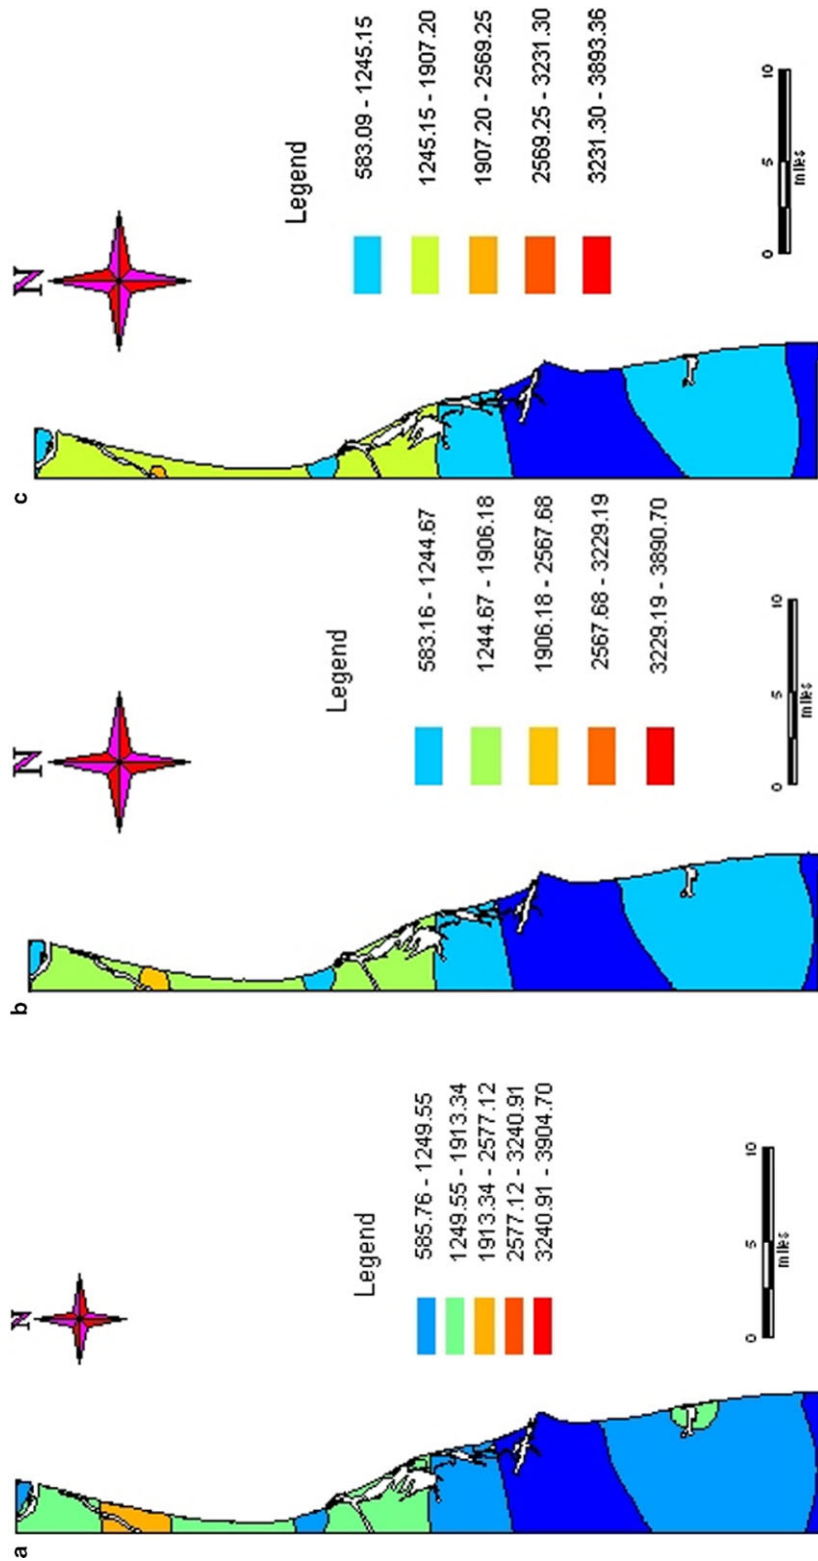 a
N
Legend
585.76 - 1249.55
1249.55 - 1913.34
1913.34 - 2577.12
2577.12 - 3240.91
3240.91 - 3904.70
0 5 10
miles
b
N
Legend
583.16 - 1244.67
1244.67 - 1906.18
1906.18 - 2567.68
2567.68 - 3229.19
3229.19 - 3890.70
0 5 10
miles
c
N
Legend
583.09 - 1245.15
1245.15 - 1907.20
1907.20 - 2569.25
2569.25 - 3231.30
3231.30 - 3893.36
0 5 10
miles